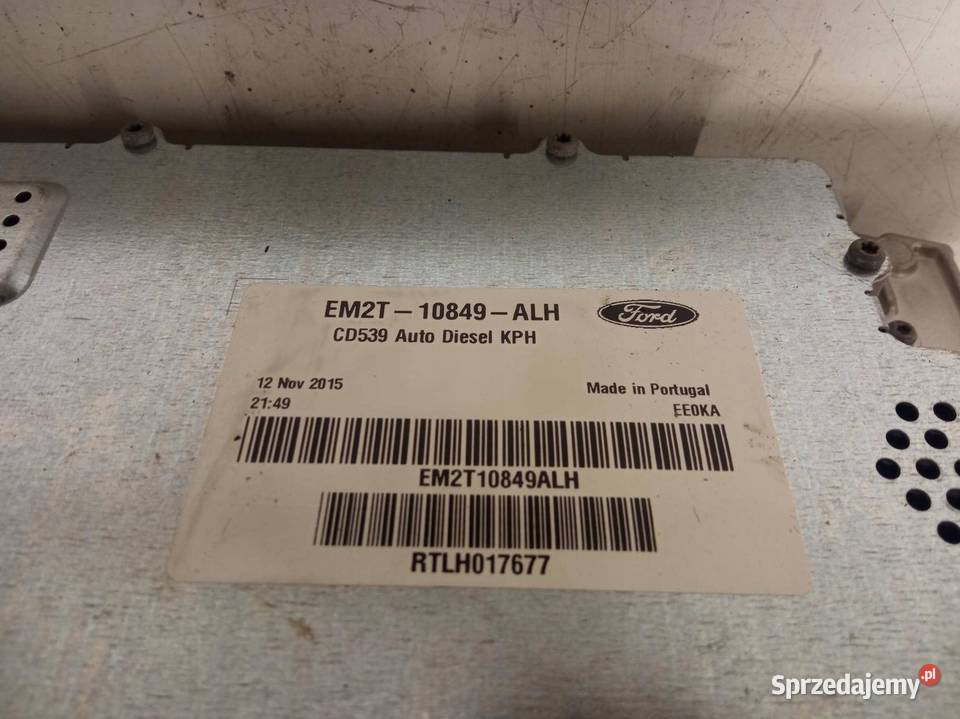 EM2T-10849-ALH
Ford
CD539 Auto Diesel KPH
12 Nov 2015
Made in Portugal
21:49
EE0KA
EM2T10849ALH
RTLH017677
Sprzedajemy.pl